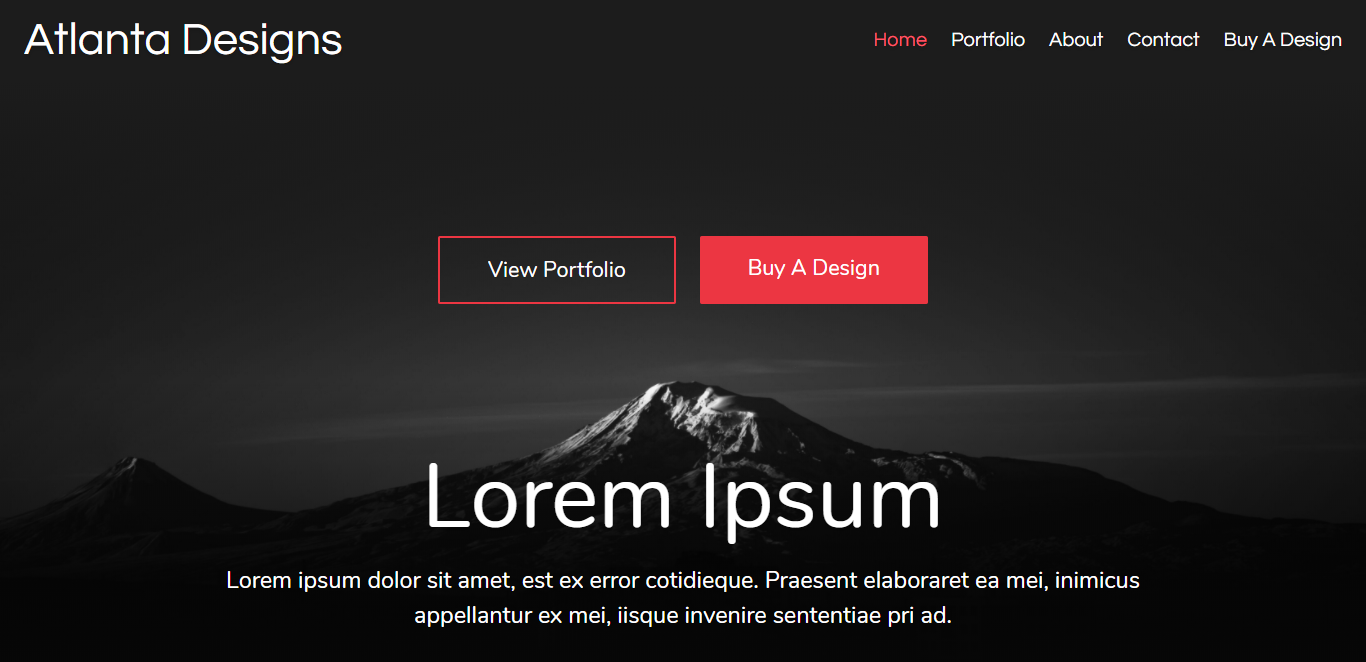 Atlanta Designs
Home Portfolio About Contact Buy A Design
View Portfolio
Buy A Design
Lorem Ipsum
Lorem ipsum dolor sit amet, est ex error cotidieque. Praesent elaboraret ea mei, inimicus
appellantur ex mei, iisque invenire sententiae pri ad.